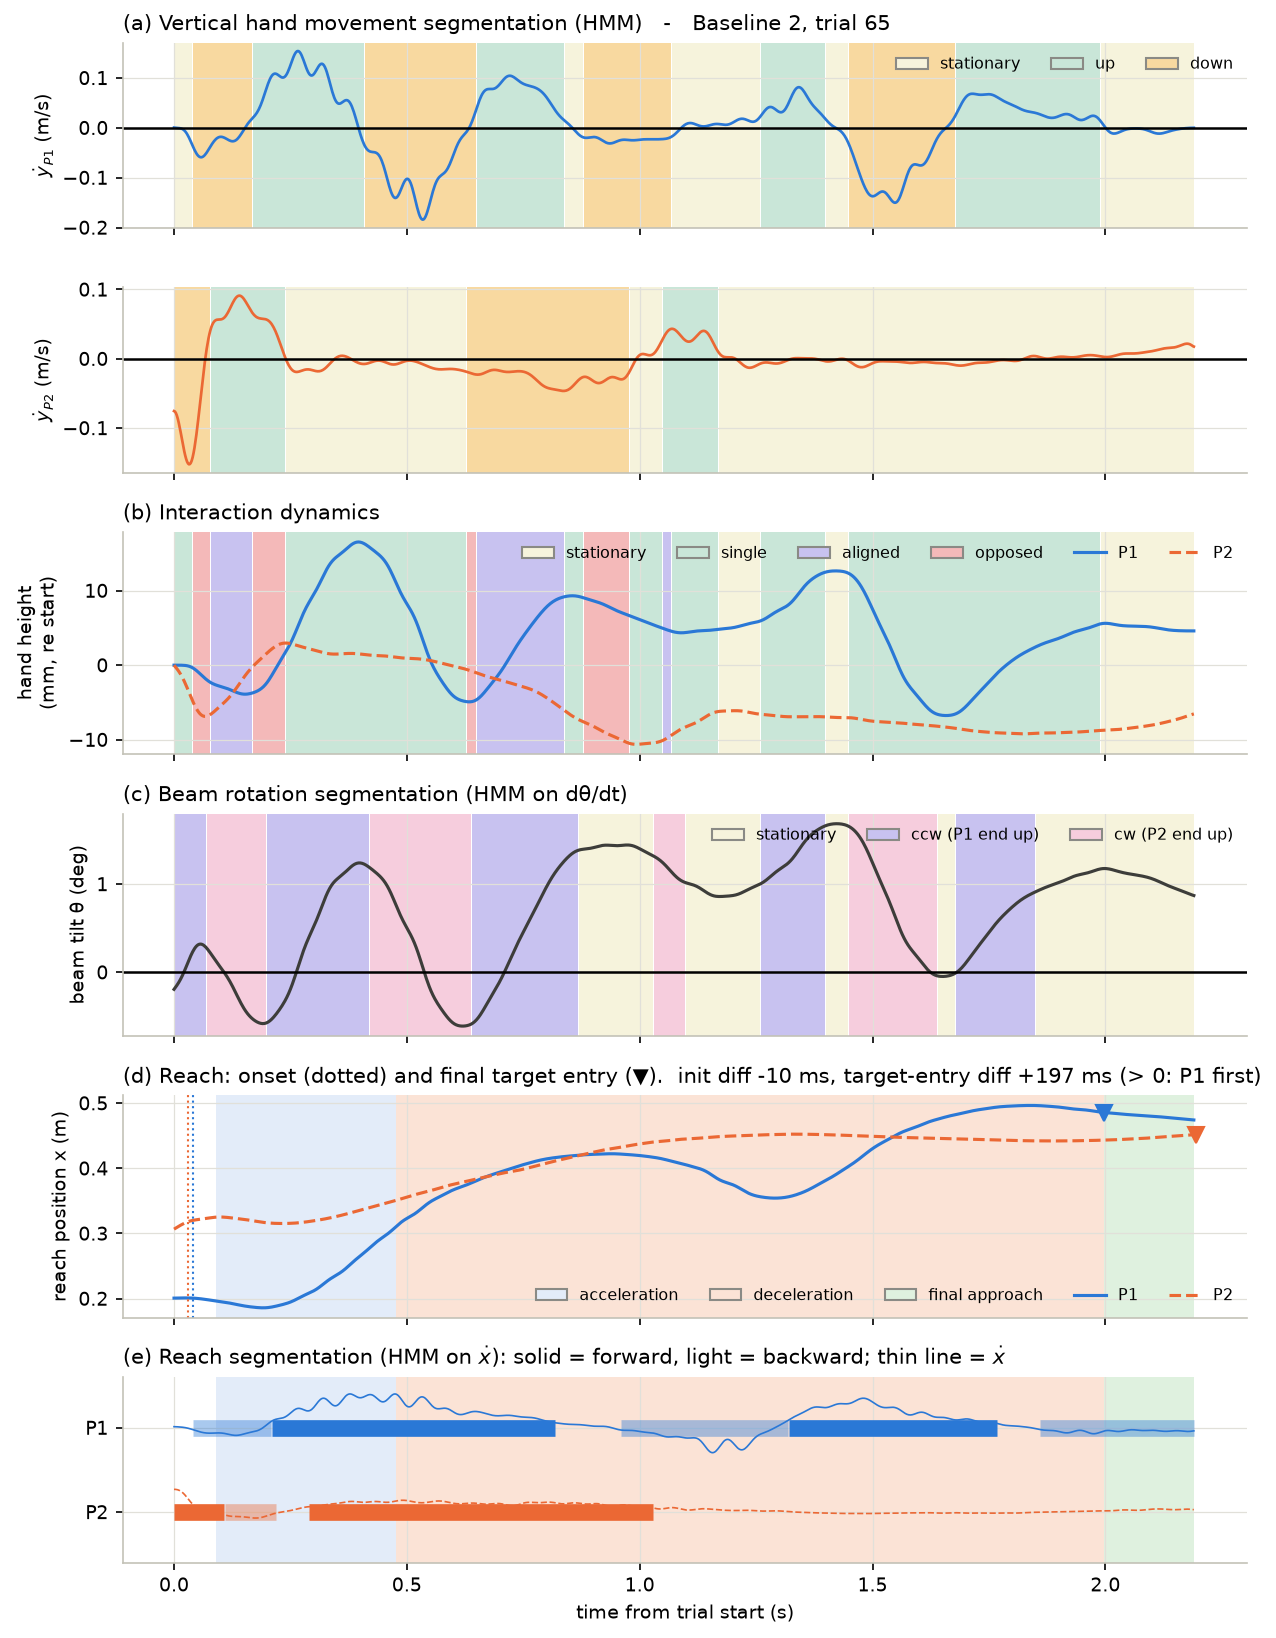 (a) Vertical hand movement segmentation (HMM)   -   Baseline 2, trial 65
stationary up down
0.1
0.0
−0.1
−0.2
ẏP1 (m/s)
0.1
0.0
−0.1
ẏP2 (m/s)
(b) Interaction dynamics
stationary single aligned opposed P1 P2
10
0
−10
hand height
(mm, re start)
(c) Beam rotation segmentation (HMM on dθ/dt)
stationary ccw (P1 end up) cw (P2 end up)
1
0
beam tilt θ (deg)
(d) Reach: onset (dotted) and final target entry (▼).  init diff -10 ms, target-entry diff +197 ms (> 0: P1 first)
0.5
0.4
0.3
0.2
reach position x (m)
acceleration deceleration final approach P1 P2
(e) Reach segmentation (HMM on ẋ): solid = forward, light = backward; thin line = ẋ
P1
P2
0.0 0.5 1.0 1.5 2.0
time from trial start (s)